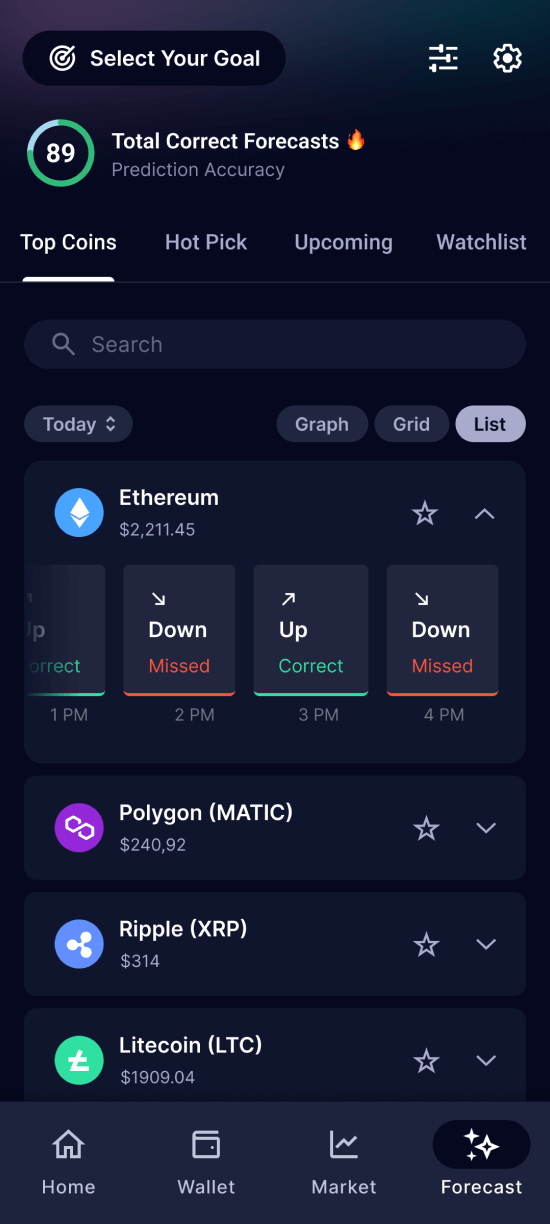 Select Your Goal
89
Total Correct Forecasts 🔥
Prediction Accuracy
Top Coins Hot Pick Upcoming Watchlist
Search
Today Graph Grid List
Ethereum
$2,211.45
Down Up Down
Missed Correct Missed
1 PM 2 PM 3 PM 4 PM
Polygon (MATIC)
$240,92
Ripple (XRP)
$314
Litecoin (LTC)
$1909.04
Home Wallet Market Forecast